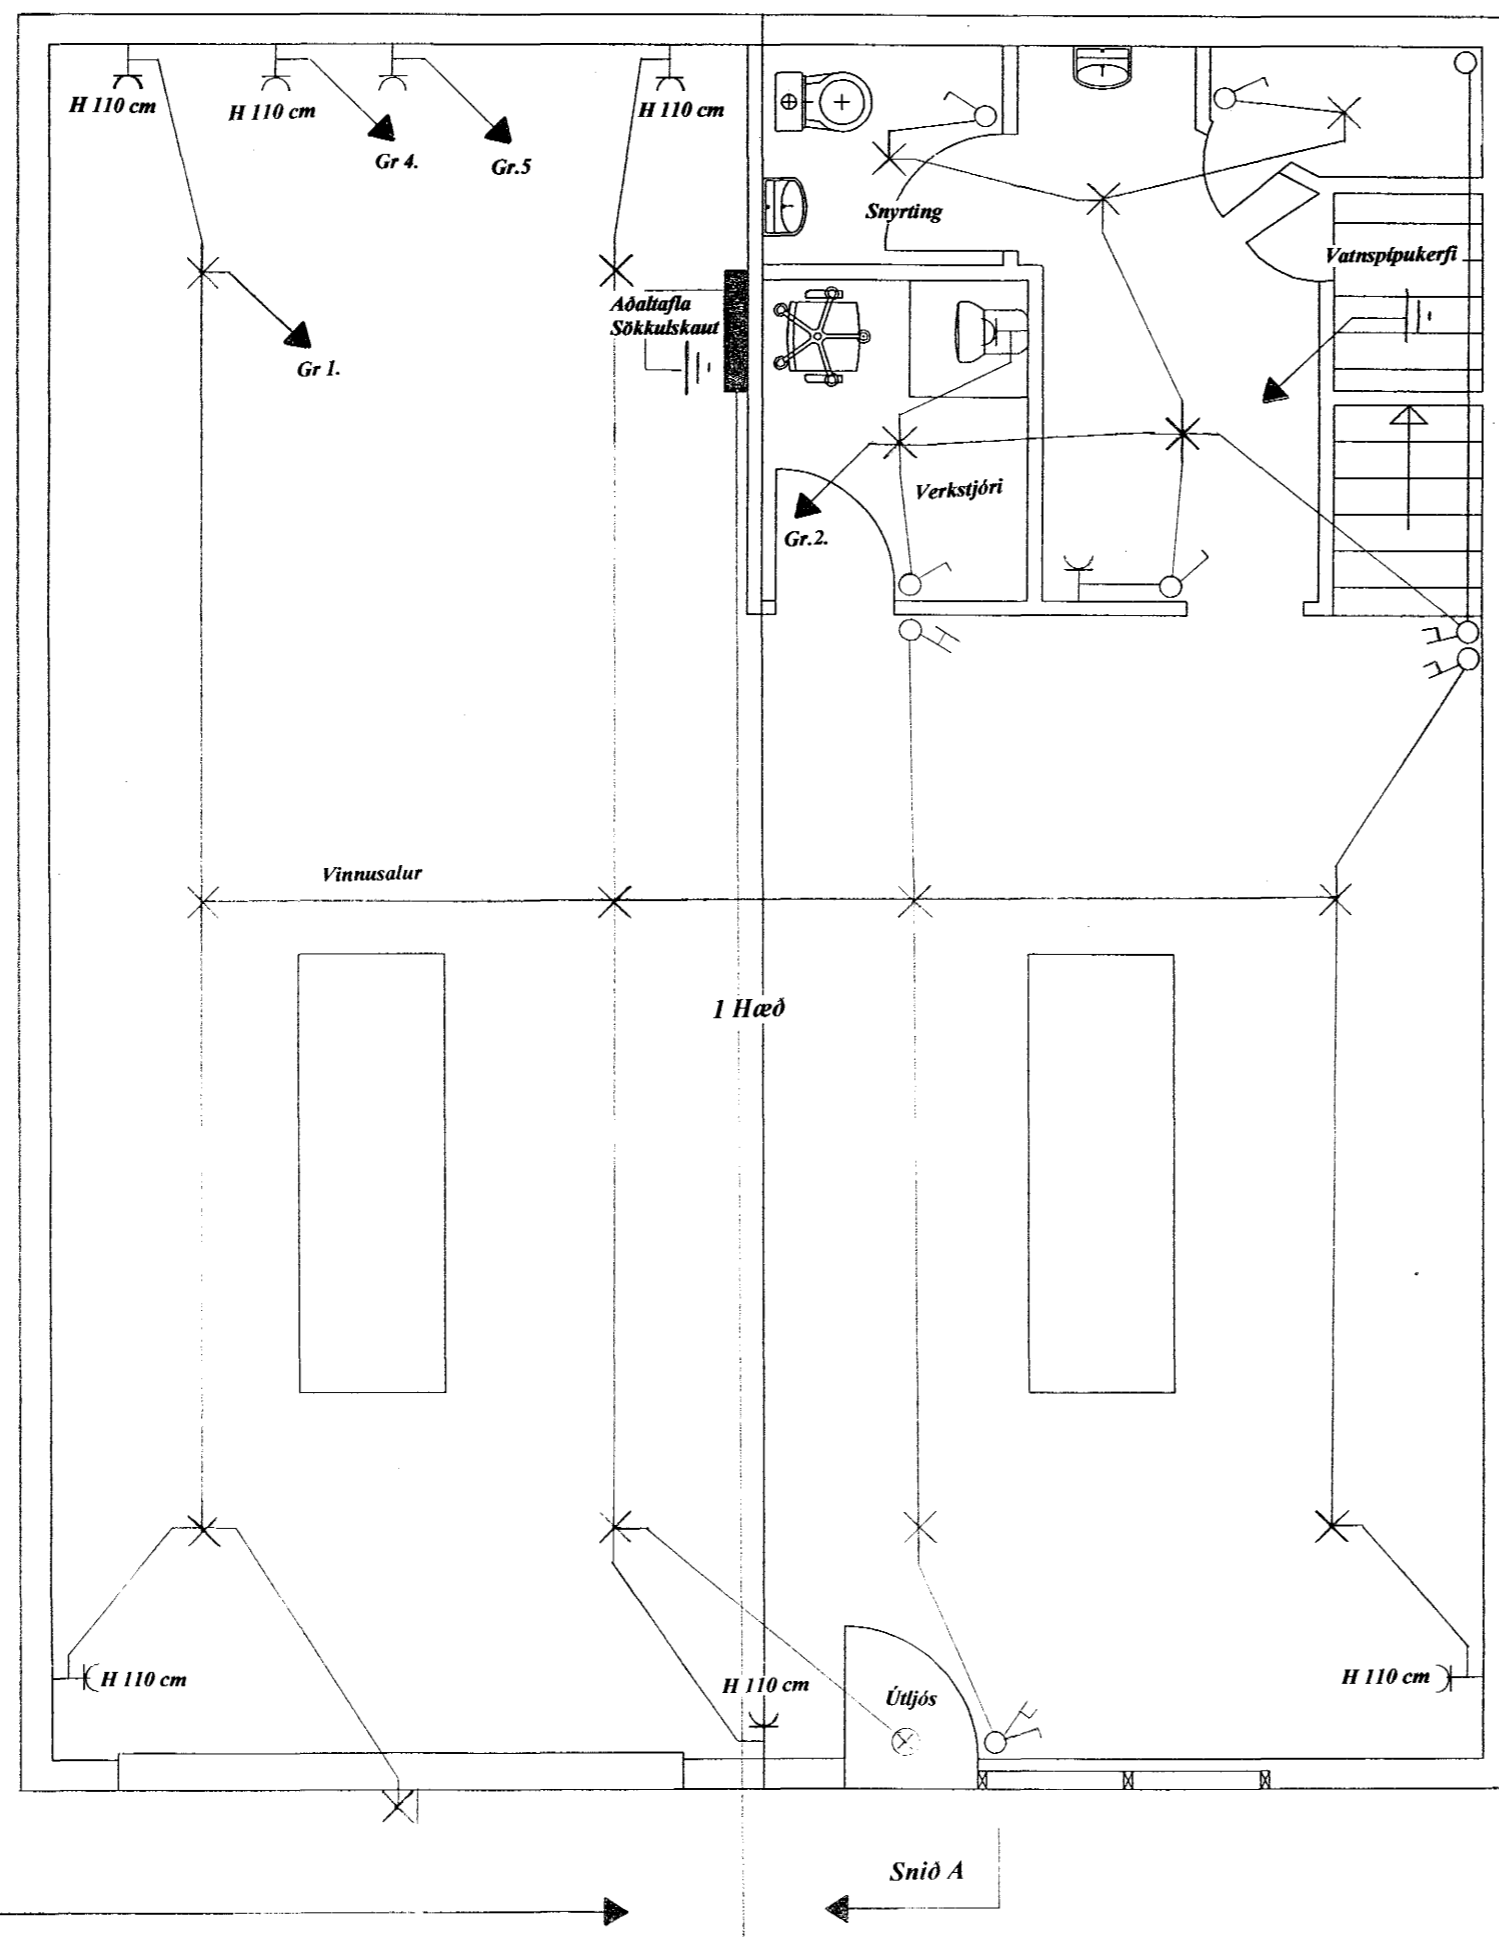 H 110 cm
H 110 cm
Gr 4.
Gr.5
H 110 cm
Snyrting
Vatnspípukerfi
Aðaltafla
Sökkulskaut
Gr 1.
Verkstjóri
Gr.2.
Vinnusalur
1 Hæð
H 110 cm
H 110 cm
Útljós
H 110 cm
Snið A